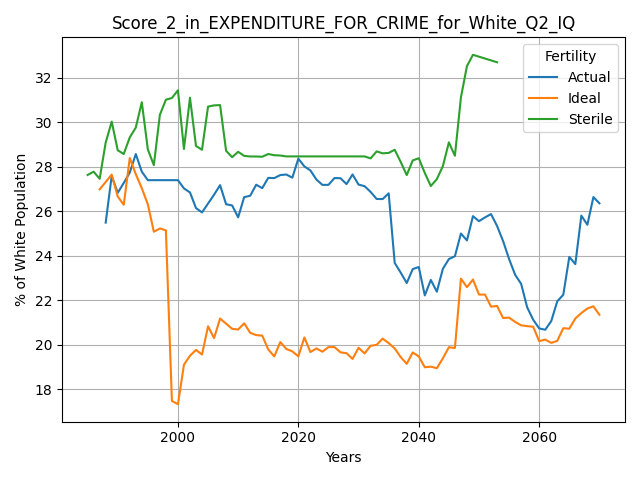 Score_2_in_EXPENDITURE_FOR_CRIME_for_White_Q2_IQ
% of White Population
32
30
28
26
24
22
20
18
Fertility
Actual
Ideal
Sterile
2000
2020
2040
2060
Years